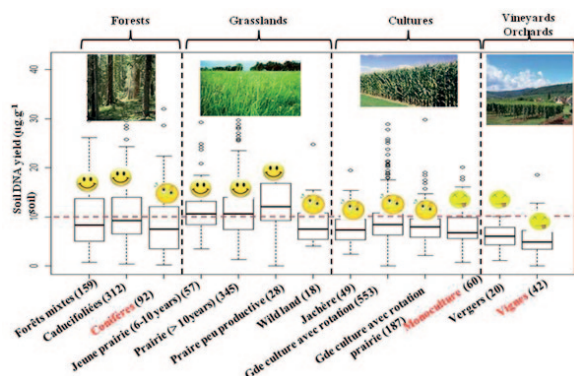 Forests
Grasslands
Cultures
Vineyards
Orchards
Soil DNA yield (µg.g⁻¹
soil)
40
30
20
10
0
Forêts mixtes (159)
Caducifoliées (312)
Conifères (92)
Jeune prairie (6-10 years) (57)
Prairie (> 10years) (345)
Praire peu productive (28)
Wild land (18)
Jachère (49)
Gde culture avec rotation (553)
Gde culture avec rotation
prairie (187)
Monoculture (60)
Vergers (20)
Vignes (42)